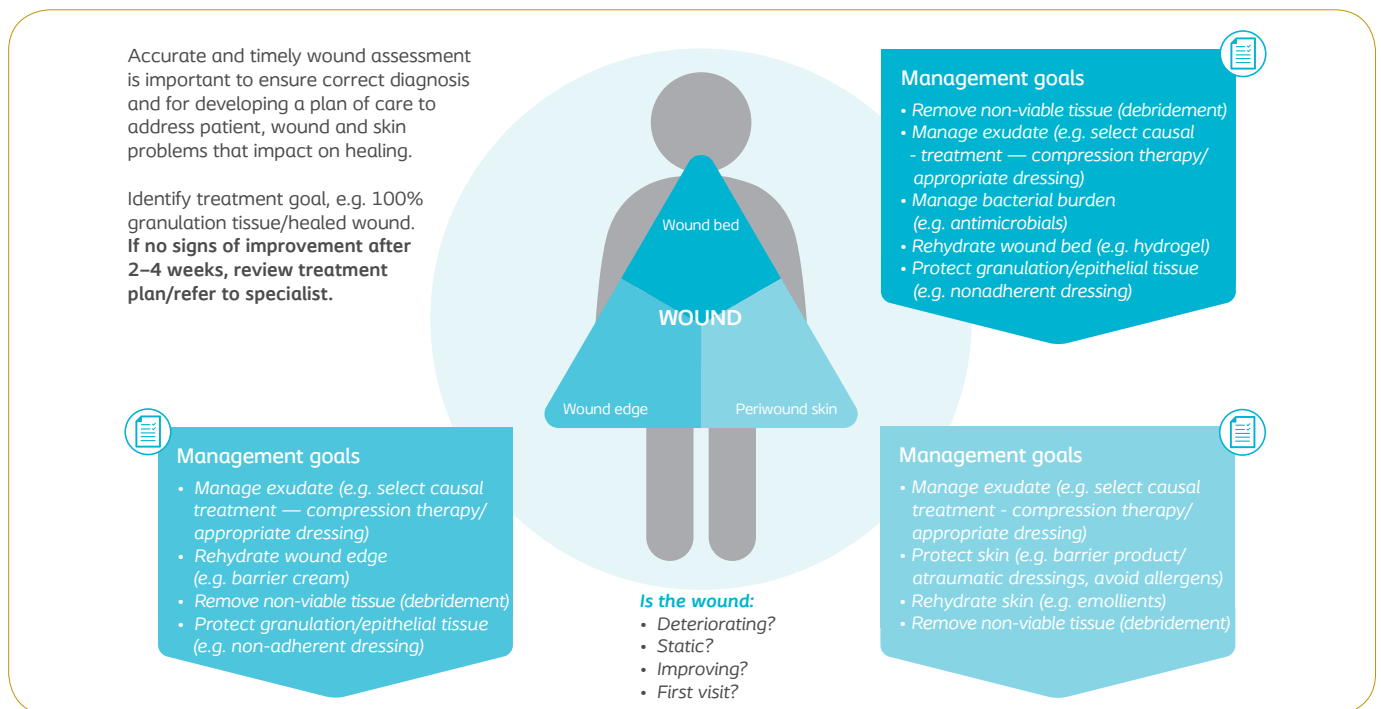 Accurate and timely wound assessment
is important to ensure correct diagnosis
and for developing a plan of care to
address patient, wound and skin
problems that impact on healing.
Identify treatment goal, e.g. 100%
granulation tissue/healed wound.
If no signs of improvement after
2–4 weeks, review treatment
plan/refer to specialist.
Wound bed
WOUND
Wound edge
Periwound skin
Management goals
• Remove non-viable tissue (debridement)
• Manage exudate (e.g. select causal
- treatment — compression therapy/
appropriate dressing)
• Manage bacterial burden
(e.g. antimicrobials)
• Rehydrate wound bed (e.g. hydrogel)
• Protect granulation/epithelial tissue
(e.g. nonadherent dressing)
Management goals
• Manage exudate (e.g. select causal
treatment — compression therapy/
appropriate dressing)
• Rehydrate wound edge
(e.g. barrier cream)
• Remove non-viable tissue (debridement)
• Protect granulation/epithelial tissue
(e.g. non-adherent dressing)
Is the wound:
• Deteriorating?
• Static?
• Improving?
• First visit?
Management goals
• Manage exudate (e.g. select causal
treatment - compression therapy/
appropriate dressing)
• Protect skin (e.g. barrier product/
atraumatic dressings, avoid allergens)
• Rehydrate skin (e.g. emollients)
• Remove non-viable tissue (debridement)